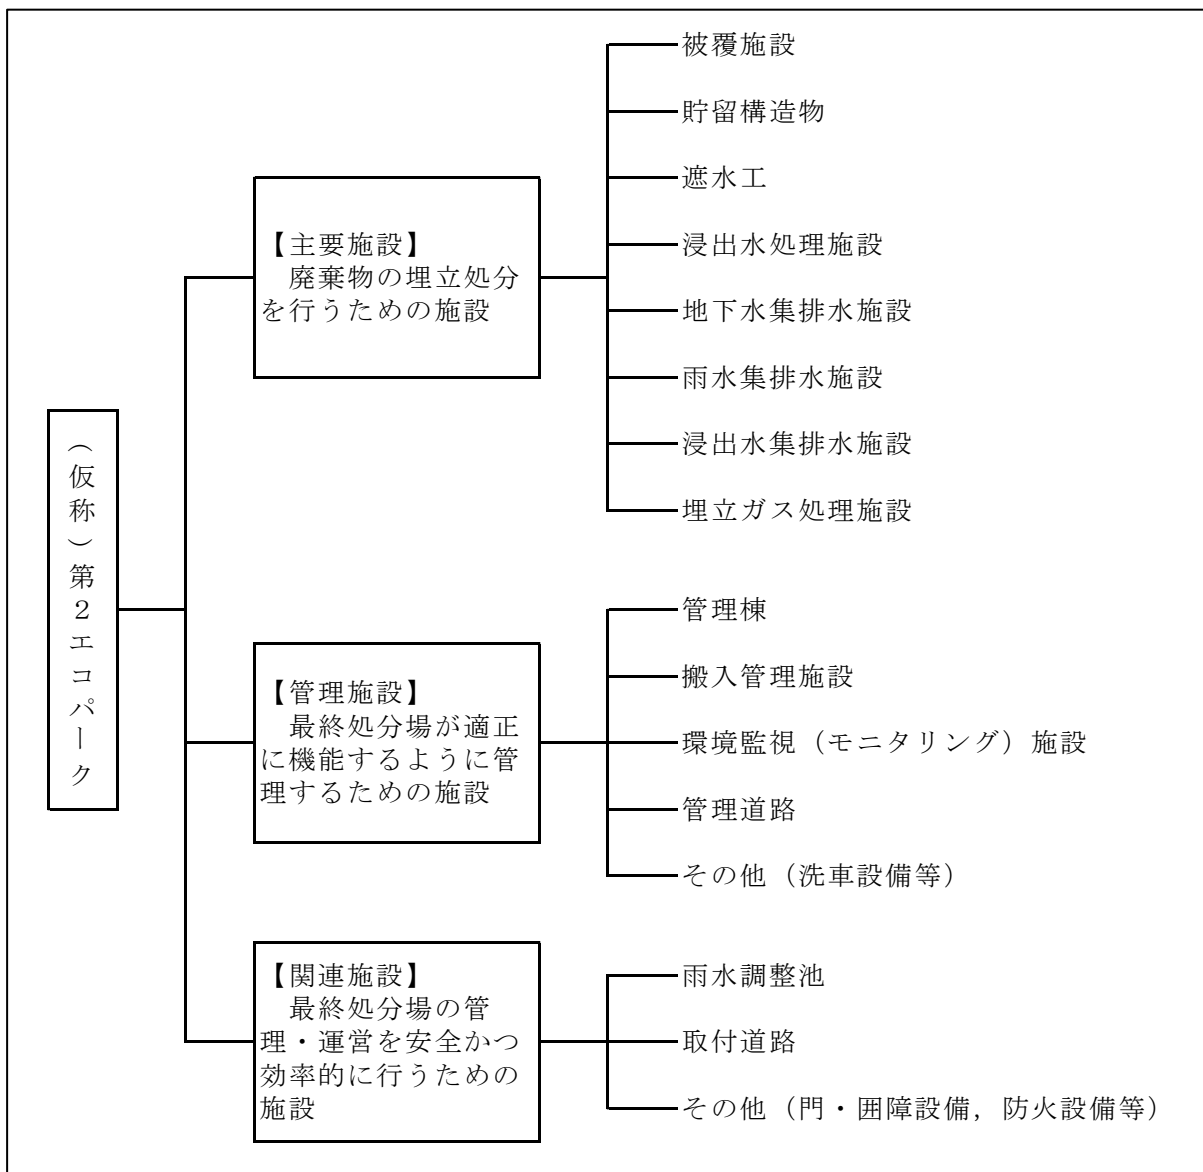 （仮称）第２エコパーク
【主要施設】
廃棄物の埋立処分
を行うための施設
被覆施設
貯留構造物
遮水工
浸出水処理施設
地下水集排水施設
雨水集排水施設
浸出水集排水施設
埋立ガス処理施設
【管理施設】
最終処分場が適正
に機能するように管
理するための施設
管理棟
搬入管理施設
環境監視（モニタリング）施設
管理道路
その他（洗車設備等）
【関連施設】
最終処分場の管
理・運営を安全かつ
効率的に行うための
施設
雨水調整池
取付道路
その他（門・囲障設備，防火設備等）